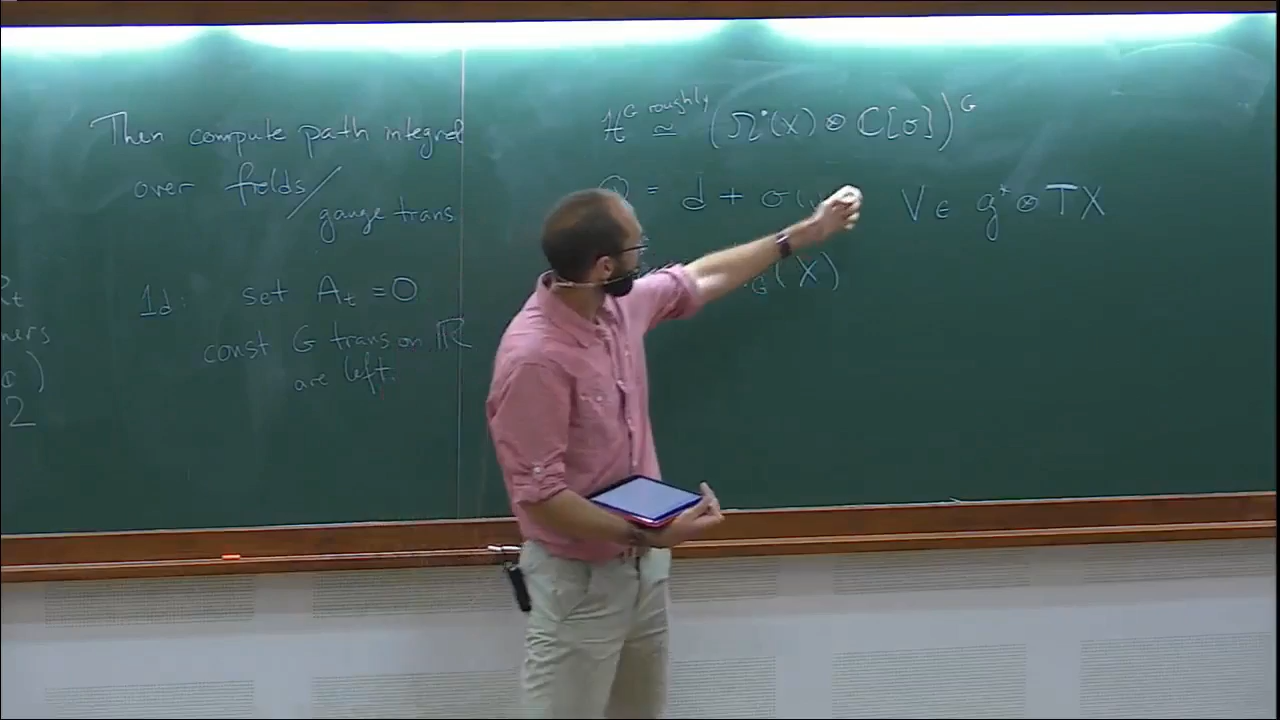 Then compute path integral
over fields/
gauge trans
1d: set A_t = 0
const G trans on ℝ
are left.
t
ners
)
2
H^G roughly ≃ (Ω^•(X) ⊗ ℂ[σ])^G
= d + σ(
V ∈ g^* ⊗ TX
G(X)